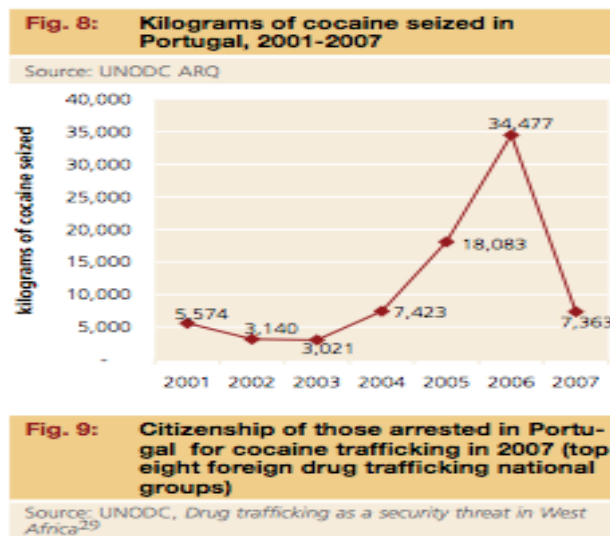 Fig. 8: Kilograms of cocaine seized in
Portugal, 2001-2007
Source: UNODC ARQ
kilograms of cocaine seized
40,000
35,000
30,000
25,000
20,000
15,000
10,000
5,000
-
5,574
3,140
3,021
7,423
18,083
34,477
7,363
2001 2002 2003 2004 2005 2006 2007
Fig. 9: Citizenship of those arrested in Portu-
gal for cocaine trafficking in 2007 (top
eight foreign drug trafficking national
groups)
Source: UNODC, Drug trafficking as a security threat in West
Africa29